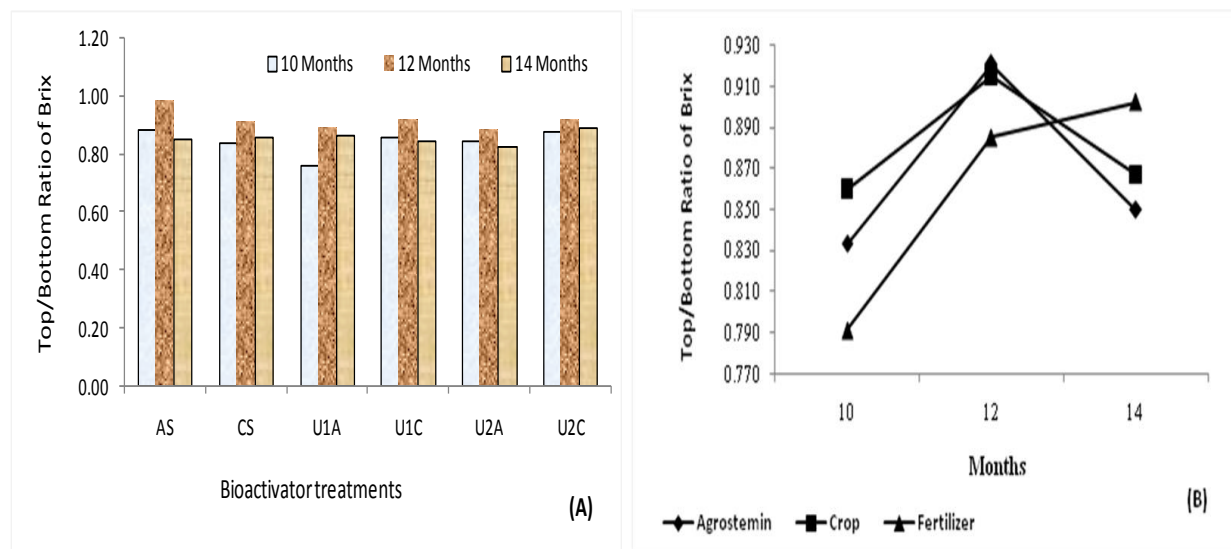 Top/Bottom Ratio of Brix
1.20
1.00
0.80
0.60
0.40
0.20
0.00
10 Months 12 Months 14 Months
AS CS U1A U1C U2A U2C
Bioactivator treatments
(A)
Top/Bottom Ratio of Brix
0.930
0.910
0.890
0.870
0.850
0.830
0.810
0.790
0.770
10 12 14
Months
(B)
Agrostemin Crop Fertilizer